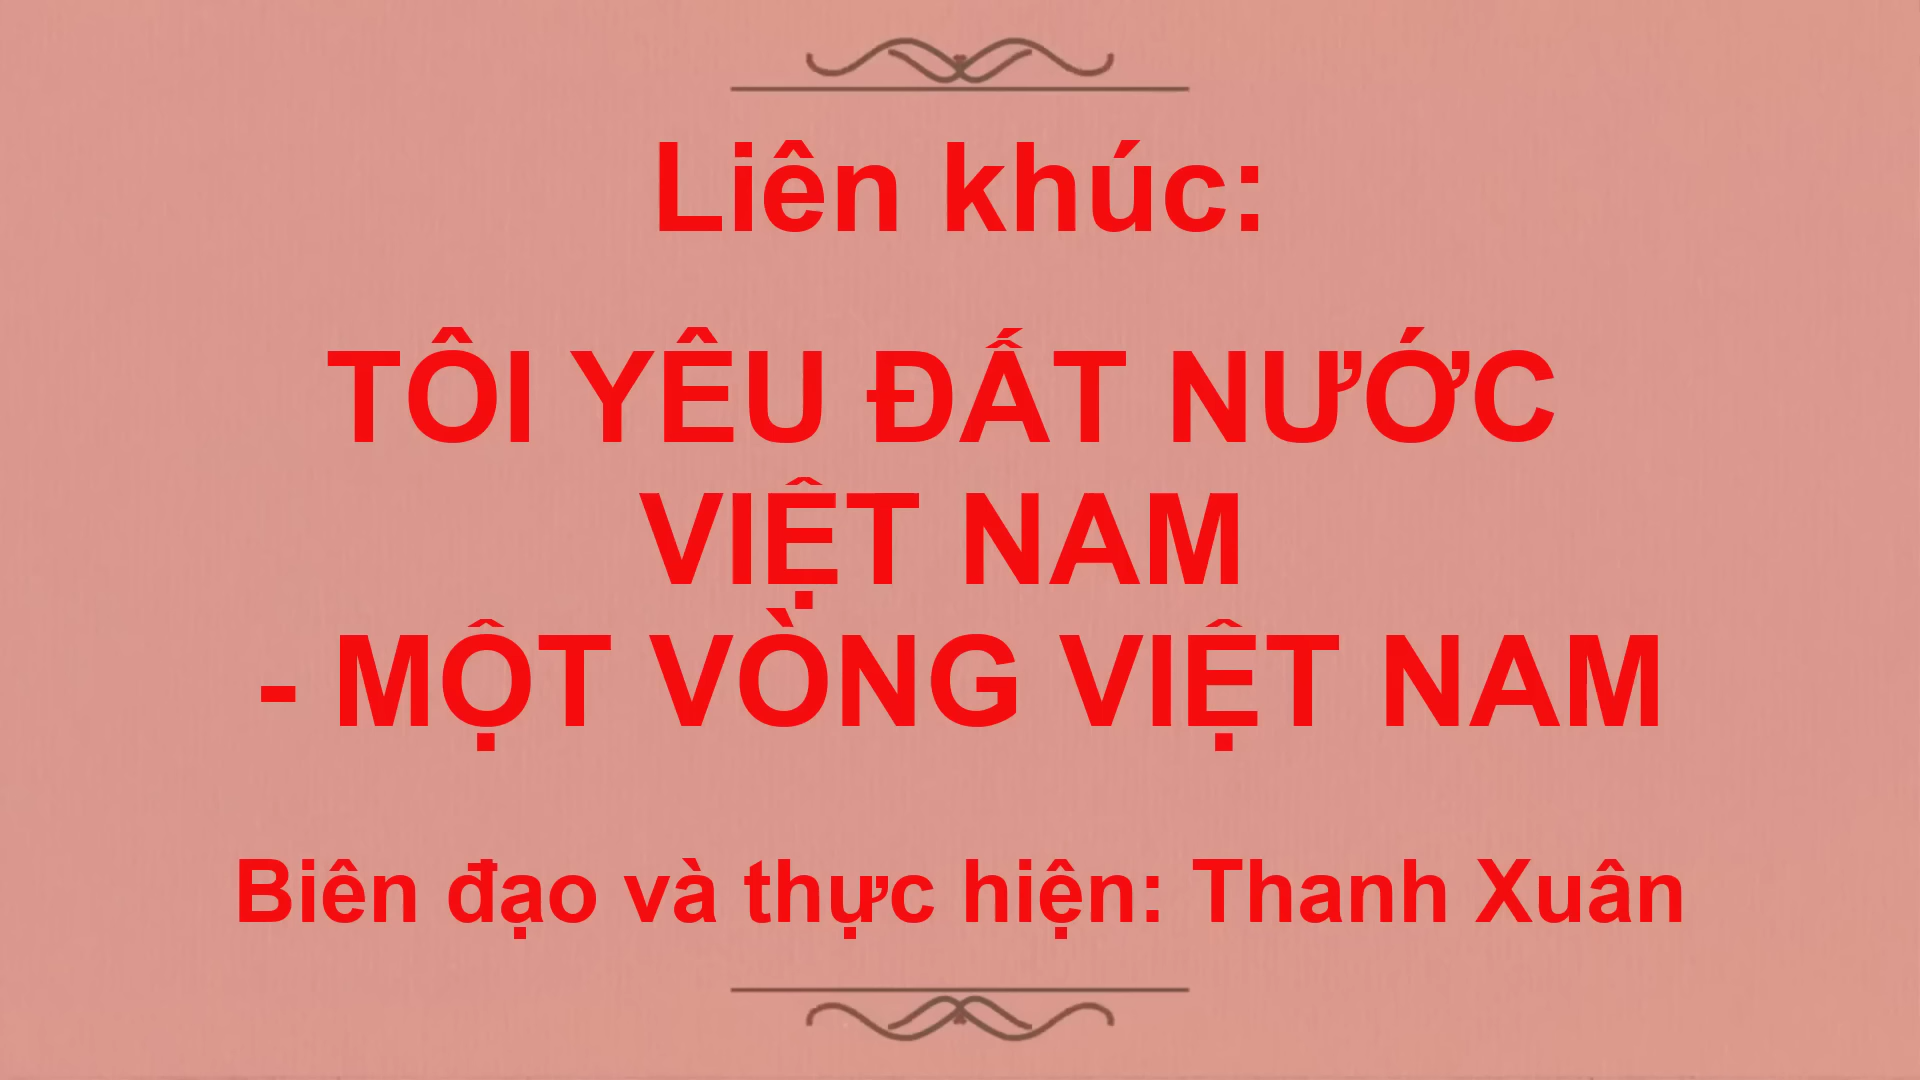 Liên khúc:
TÔI YÊU ĐẤT NƯỚC
VIỆT NAM
- MỘT VÒNG VIỆT NAM
Biên đạo và thực hiện: Thanh Xuân